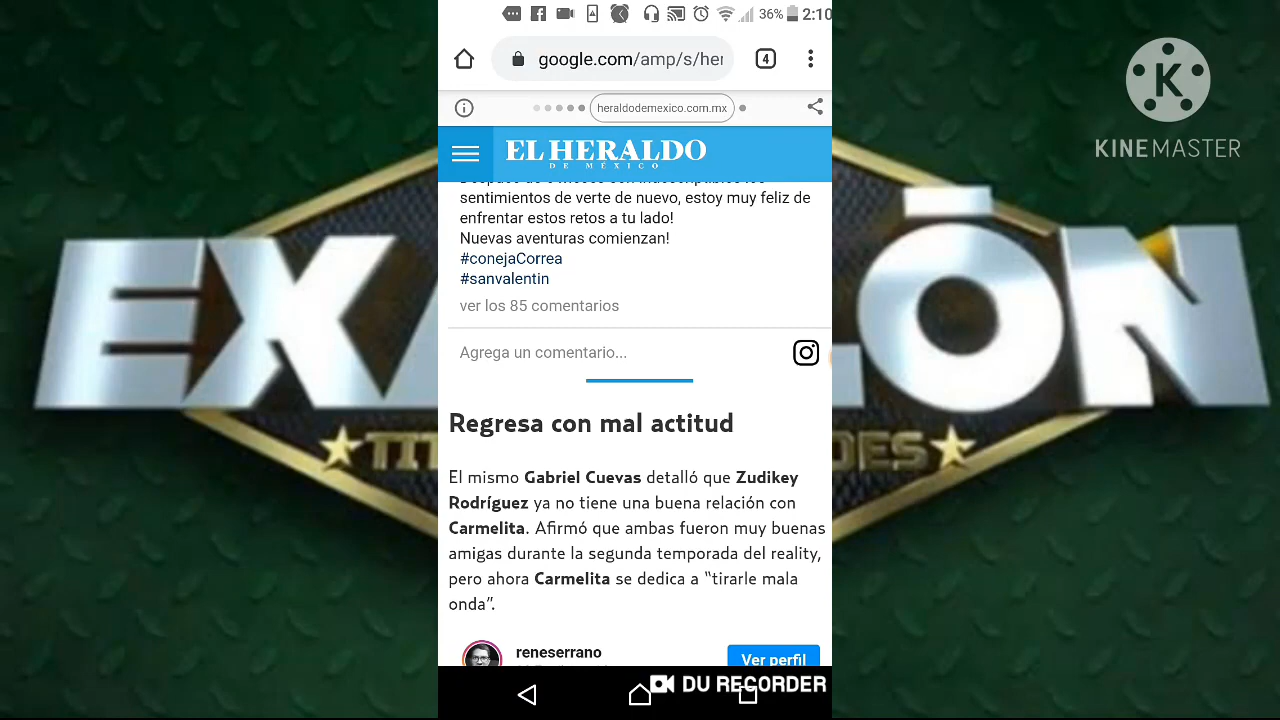 36% 2:10
google.com/amp/s/her
4
heraldodemexico.com.mx
EL HERALDO
DE MÉXICO
sentimientos de verte de nuevo, estoy muy feliz de
enfrentar estos retos a tu lado!
Nuevas aventuras comienzan!
#conejaCorrea
#sanvalentin
ver los 85 comentarios
Agrega un comentario...
Regresa con mal actitud
El mismo Gabriel Cuevas detalló que Zudikey
Rodríguez ya no tiene una buena relación con
Carmelita. Afirmó que ambas fueron muy buenas
amigas durante la segunda temporada del reality,
pero ahora Carmelita se dedica a “tirarle mala
onda”.
reneserrano
Ver perfil
DU RECORDER
K
KINEMASTER
EX
LÓN
TIT
DES